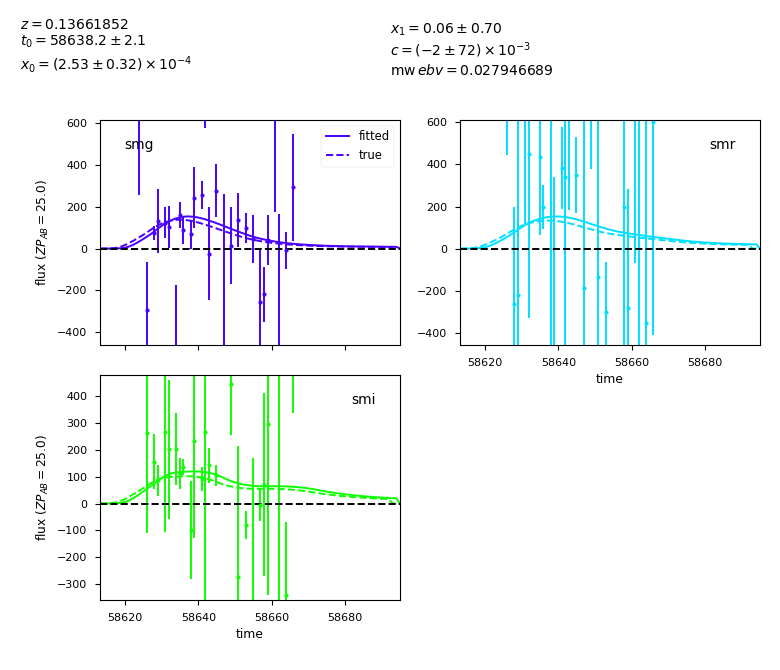 z = 0.13661852
t₀ = 58638.2 ± 2.1
x₀ = (2.53 ± 0.32) × 10⁻⁴
x₁ = 0.06 ± 0.70
c = (−2 ± 72) × 10⁻³
mw ebv = 0.027946689
smg
fitted
true
600
400
200
0
−200
−400
flux (ZP_AB = 25.0)
smr
600
400
200
0
−200
−400
58620 58640 58660 58680
time
smi
400
300
200
100
0
−100
−200
−300
flux (ZP_AB = 25.0)
58620 58640 58660 58680
time